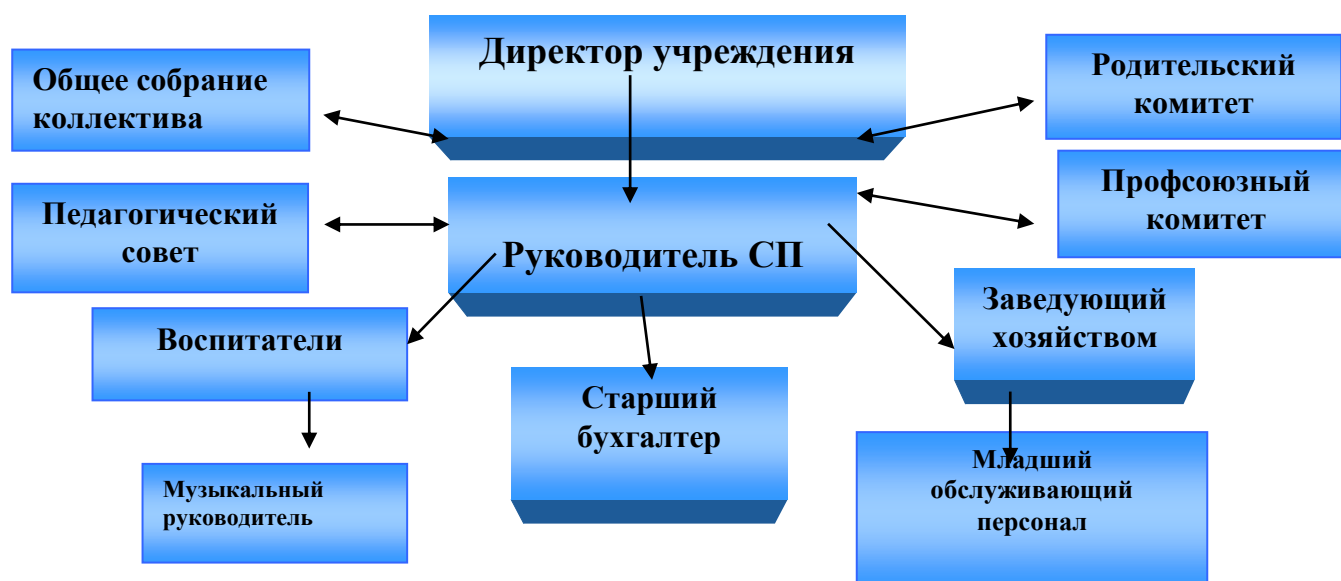 Директор учреждения
Общее собрание
коллектива
Родительский
комитет
Педагогический
совет
Руководитель СП
Профсоюзный
комитет
Воспитатели
Заведующий
хозяйством
Старший
бухгалтер
Музыкальный
руководитель
Младший
обслуживающий
персонал